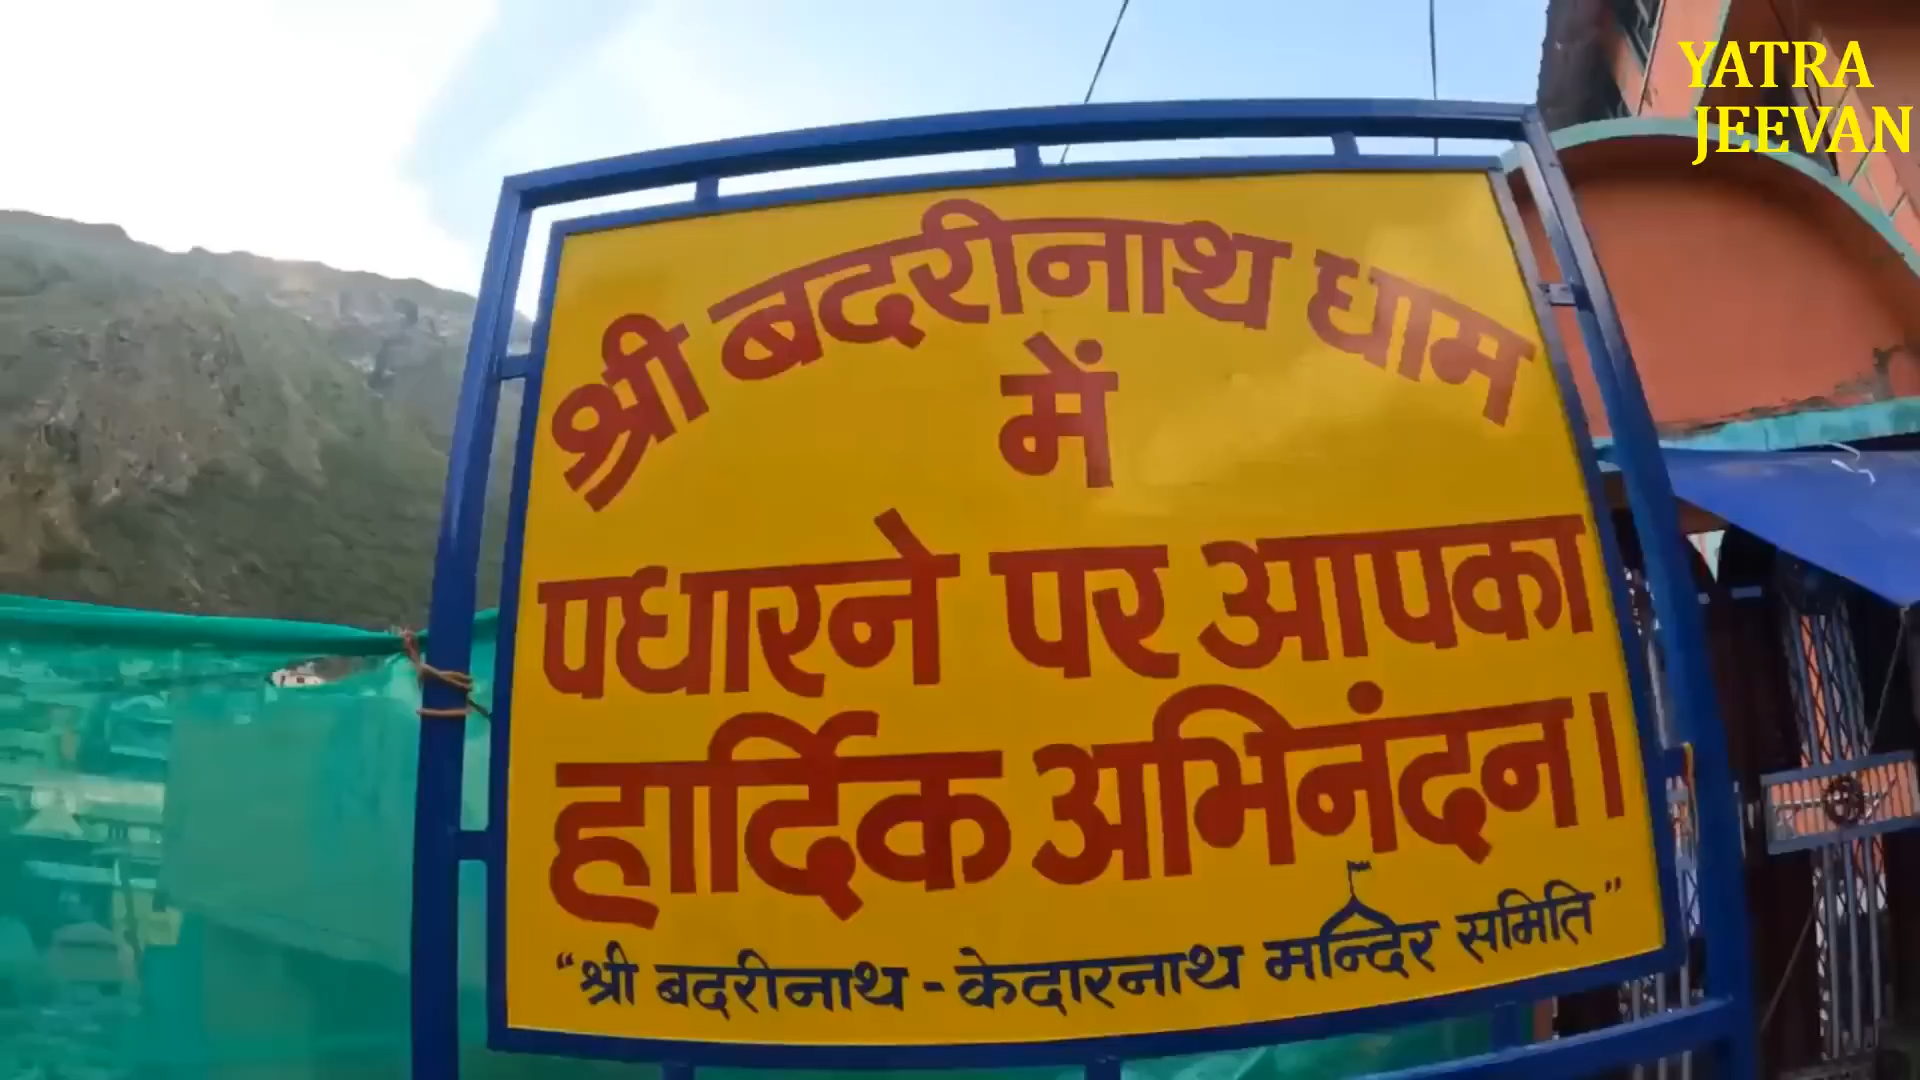 YATRA
JEEVAN
श्री बदरीनाथ धाम
में
पधारने पर आपका
हार्दिक अभिनंदन।
“श्री बदरीनाथ - केदारनाथ मन्दिर समिति”